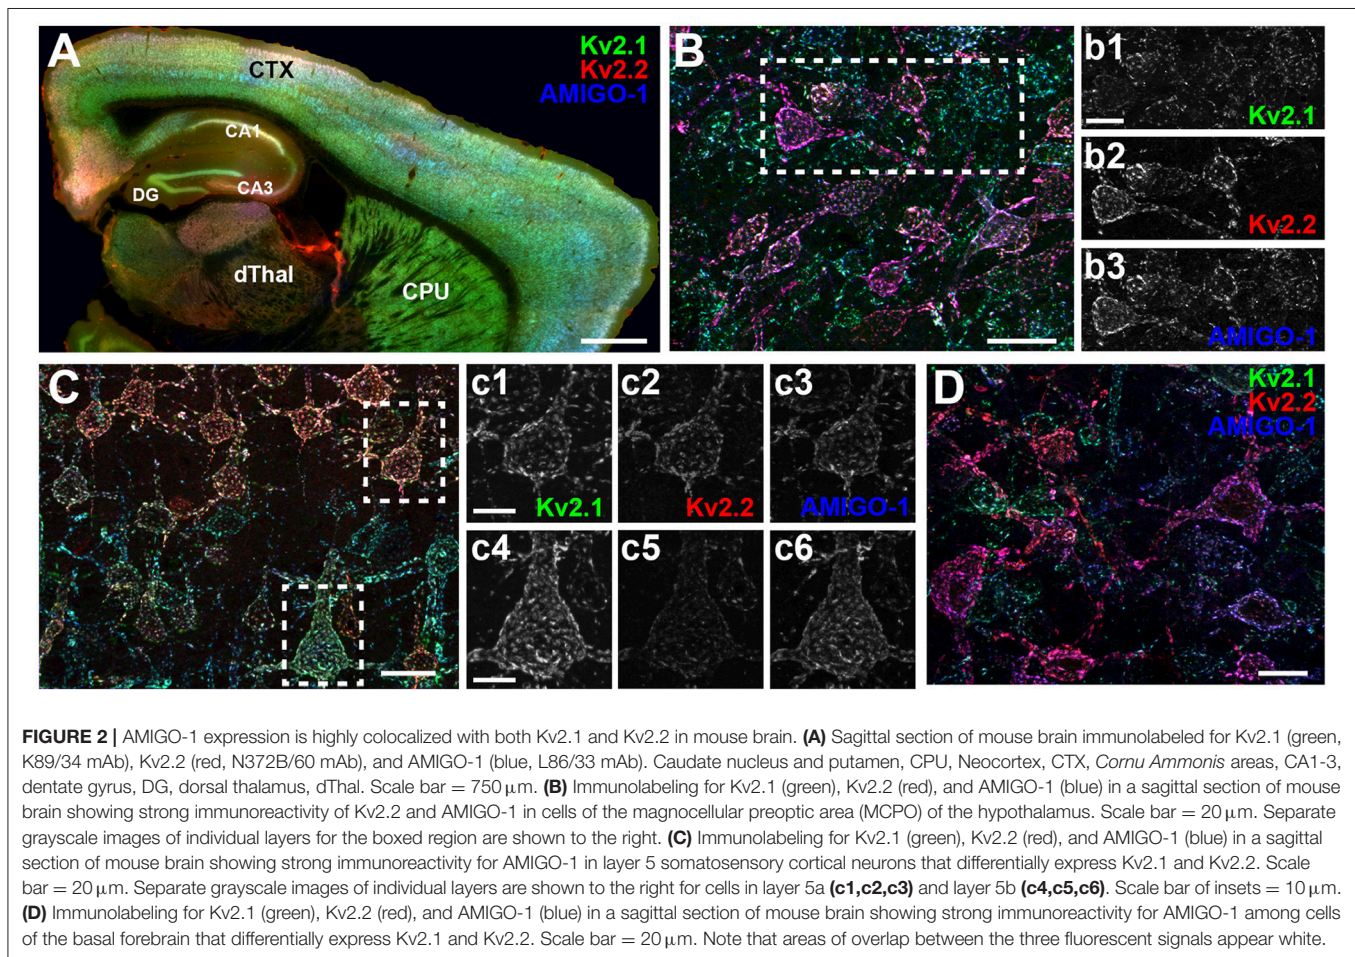 A
Kv2.1
Kv2.2
AMIGO-1
CTX
CA1
CA3
DG
dThal
CPU
B
b1
Kv2.1
b2
Kv2.2
b3
AMIGO-1
C
c1
Kv2.1
c2
Kv2.2
c3
AMIGO-1
c4
c5
c6
D
Kv2.1
Kv2.2
AMIGO-1
FIGURE 2 | AMIGO-1 expression is highly colocalized with both Kv2.1 and Kv2.2 in mouse brain. (A) Sagittal section of mouse brain immunolabeled for Kv2.1 (green,
K89/34 mAb), Kv2.2 (red, N372B/60 mAb), and AMIGO-1 (blue, L86/33 mAb). Caudate nucleus and putamen, CPU, Neocortex, CTX, Cornu Ammonis areas, CA1-3,
dentate gyrus, DG, dorsal thalamus, dThal. Scale bar = 750 μm. (B) Immunolabeling for Kv2.1 (green), Kv2.2 (red), and AMIGO-1 (blue) in a sagittal section of mouse
brain showing strong immunoreactivity of Kv2.2 and AMIGO-1 in cells of the magnocellular preoptic area (MCPO) of the hypothalamus. Scale bar = 20 μm. Separate
grayscale images of individual layers for the boxed region are shown to the right. (C) Immunolabeling for Kv2.1 (green), Kv2.2 (red), and AMIGO-1 (blue) in a sagittal
section of mouse brain showing strong immunoreactivity for AMIGO-1 in layer 5 somatosensory cortical neurons that differentially express Kv2.1 and Kv2.2. Scale
bar = 20 μm. Separate grayscale images of individual layers are shown to the right for cells in layer 5a (c1,c2,c3) and layer 5b (c4,c5,c6). Scale bar of insets = 10 μm.
(D) Immunolabeling for Kv2.1 (green), Kv2.2 (red), and AMIGO-1 (blue) in a sagittal section of mouse brain showing strong immunoreactivity for AMIGO-1 among cells
of the basal forebrain that differentially express Kv2.1 and Kv2.2. Scale bar = 20 μm. Note that areas of overlap between the three fluorescent signals appear white.